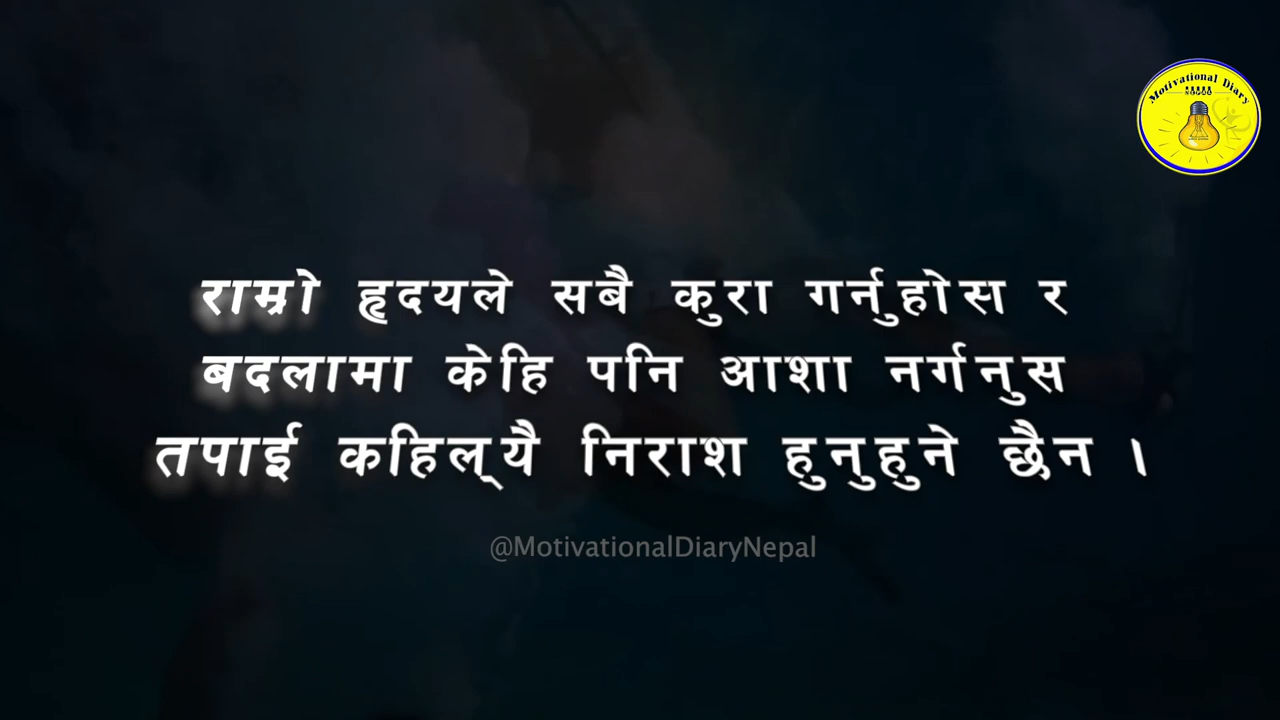 Motivational Diary
राम्रो हृदयले सबै कुरा गर्नुहोस र
बदलामा केहि पनि आशा नर्गनुस
तपाई कहिल्यै निराश हुनुहुने छैन ।
@MotivationalDiaryNepal